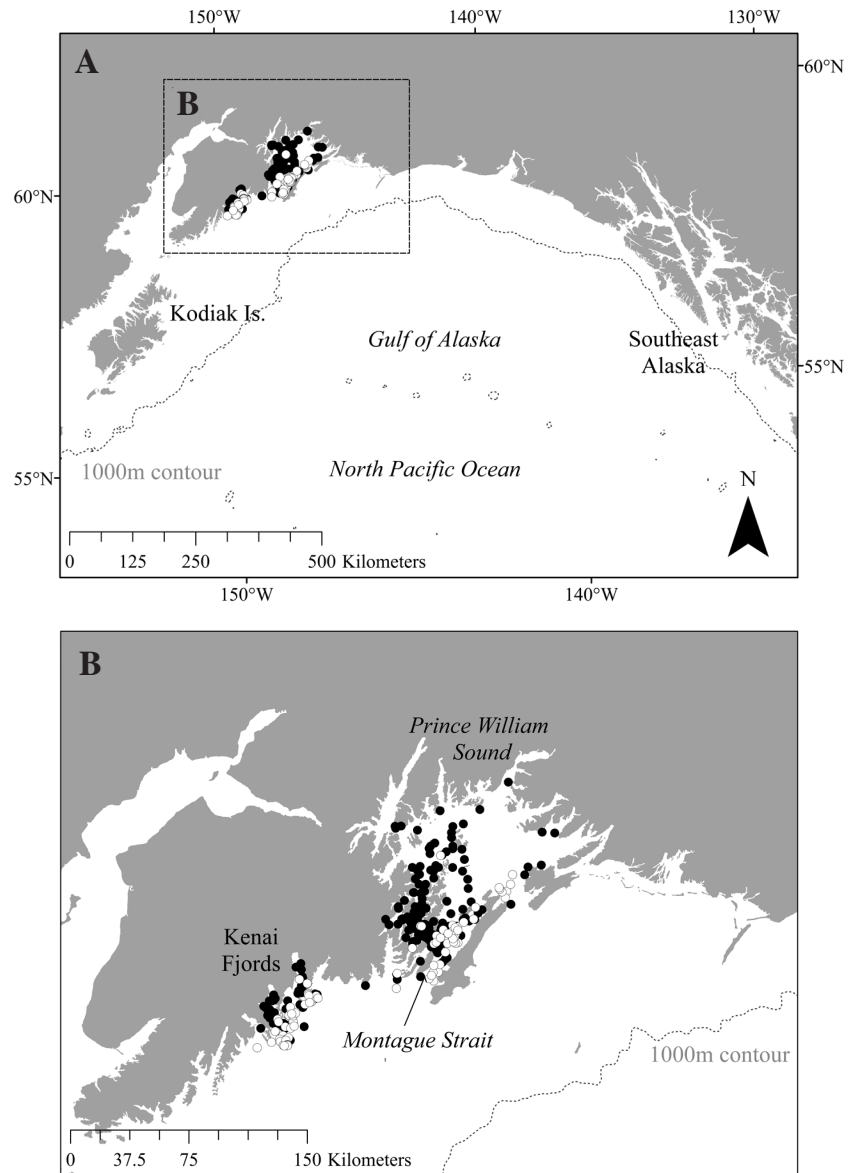 150°W 140°W 130°W
A
60°N
B
60°N
Kodiak Is.
Gulf of Alaska
Southeast
Alaska
55°N
North Pacific Ocean
1000m contour
55°N
N
0 125 250 500 Kilometers
150°W 140°W
B
Prince William
Sound
Kenai
Fjords
Montague Strait
1000m contour
0 37.5 75 150 Kilometers